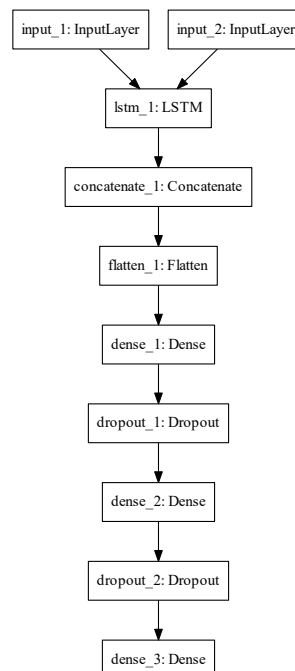 input_1: InputLayer
input_2: InputLayer
lstm_1: LSTM
concatenate_1: Concatenate
flatten_1: Flatten
dense_1: Dense
dropout_1: Dropout
dense_2: Dense
dropout_2: Dropout
dense_3: Dense